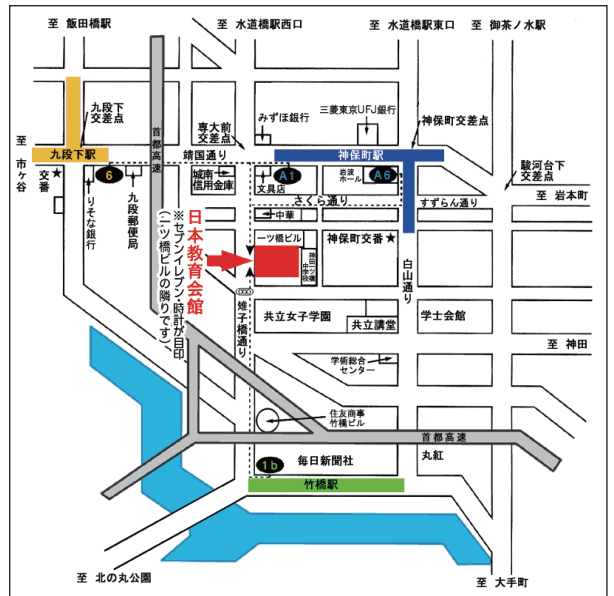 至 飯田橋駅
至 水道橋駅西口
至 水道橋駅東口
至 御茶ノ水駅
九段下
交差点
首都高速
専大前
交差点
みずほ銀行
三菱東京UFJ銀行
神保町交差点
至 市ヶ谷
九段下駅
靖国通り
神保町駅
駿河台下
交差点
交番★
6
城南
信用金庫
A1
文具店
岩波
ホール
A6
至 岩本町
りそな銀行
九段郵便局
さくら通り
すずらん通り
中華
日本教育会館
※セブンイレブン・時計が目印
(一ツ橋ビルの隣りです)
一ツ橋ビル
神田一ツ橋
中学校
神保町交番★
白山通り
雉子橋通り
共立女子学園
共立講堂
学士会館
至 神田
学術総合
センター
住友商事
竹橋ビル
首都高速
1b
毎日新聞社
丸紅
竹橋駅
至 北の丸公園
至 大手町